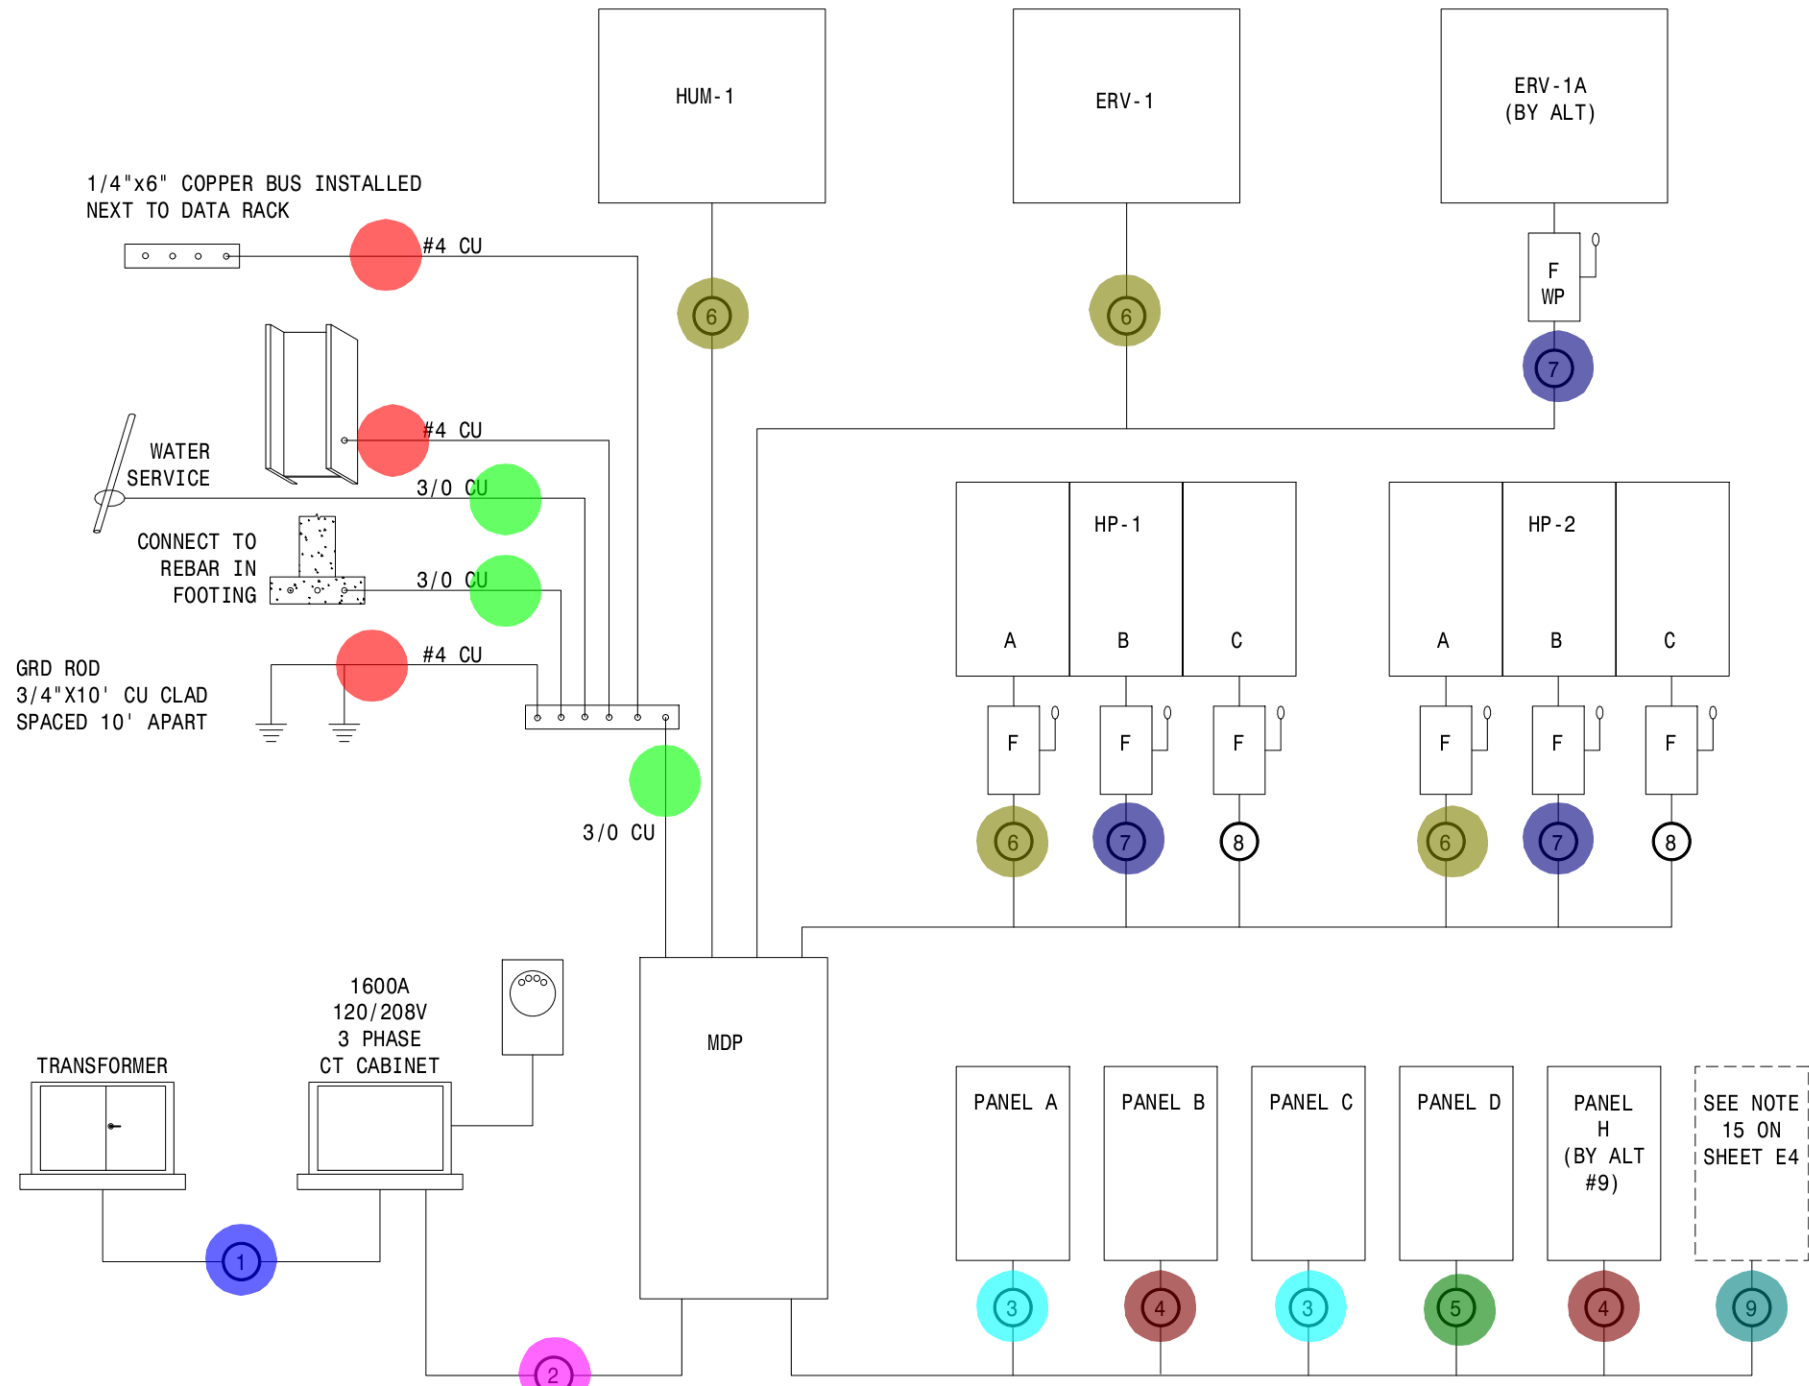 HUM-1
ERV-1
ERV-1A
(BY ALT)
1/4"x6" COPPER BUS INSTALLED
NEXT TO DATA RACK
#4 CU
F
WP
6
6
7
#4 CU
WATER
SERVICE
3/0 CU
CONNECT TO
REBAR IN
FOOTING
3/0 CU
HP-1
HP-2
A
B
C
A
B
C
#4 CU
GRD ROD
3/4"X10' CU CLAD
SPACED 10' APART
F
F
F
F
F
F
3/0 CU
6
7
8
6
7
8
1600A
120/208V
3 PHASE
CT CABINET
TRANSFORMER
MDP
PANEL A
PANEL B
PANEL C
PANEL D
PANEL
H
(BY ALT
#9)
SEE NOTE
15 ON
SHEET E4
1
3
4
3
5
4
9
2